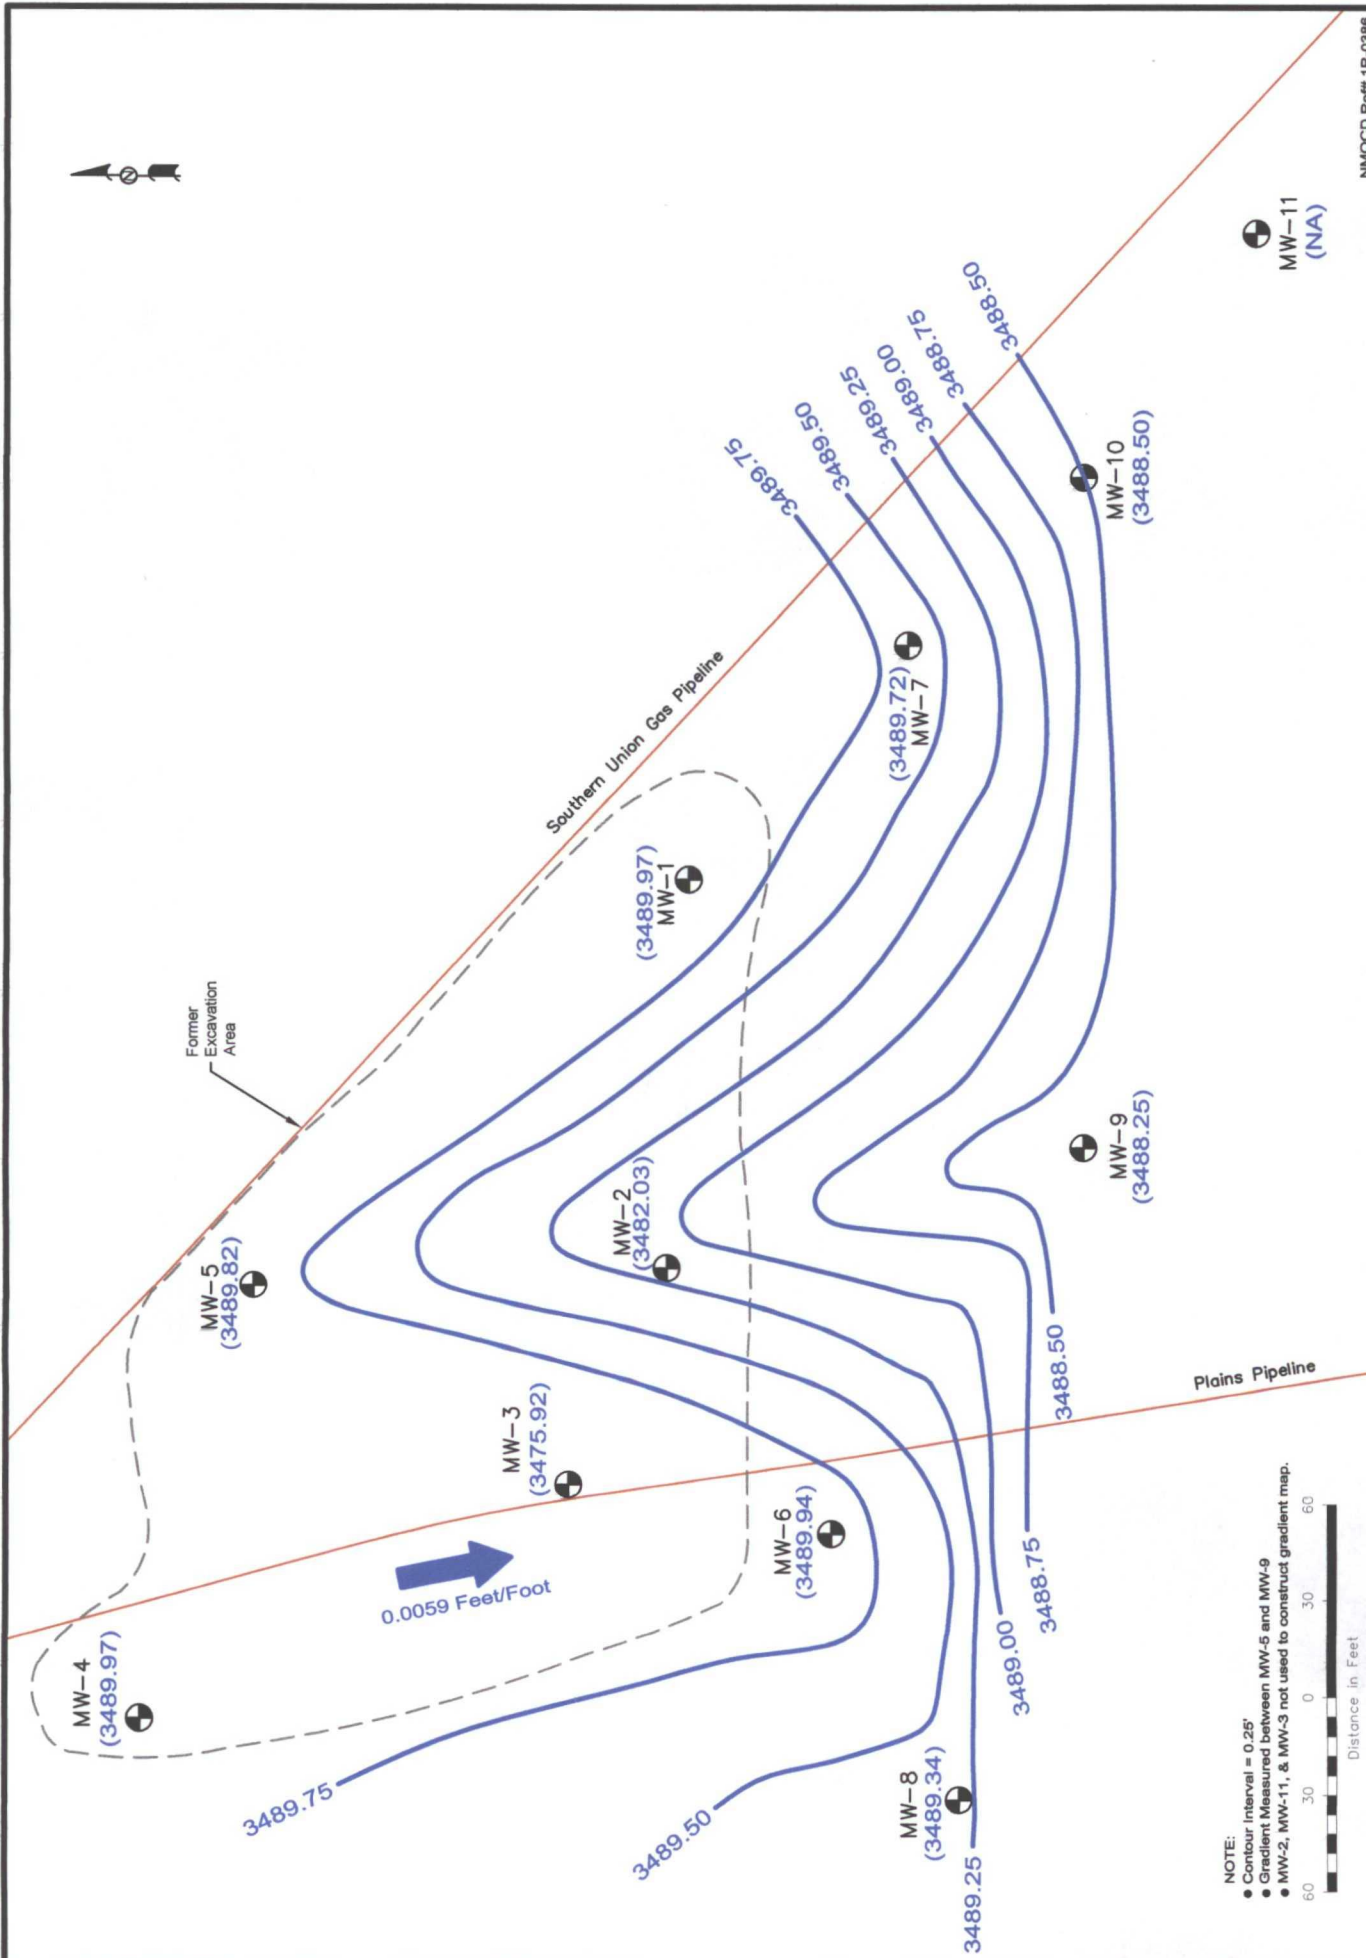 N
NMOCD Ref# 1R-0386
MW-11
(NA)
3488.50
3488.75
3489.00
3489.25
3489.50
3489.75
MW-10
(3488.50)
(3489.72)
MW-7
Southern Union Gas Pipeline
(3489.97)
MW-1
Former
Excavation
Area
MW-9
(3488.25)
MW-2
(3482.03)
MW-5
(3489.82)
3488.50
Plains Pipeline
MW-3
(3475.92)
MW-6
(3489.94)
0.0059 Feet/Foot
3488.75
3489.00
MW-4
(3489.97)
MW-8
(3489.34)
3489.75
3489.50
3489.25
NOTE:
• Contour Interval = 0.25'
• Gradient Measured between MW-5 and MW-9
• MW-2, MW-11, & MW-3 not used to construct gradient map.
60 30 0 30 60
Distance in Feet